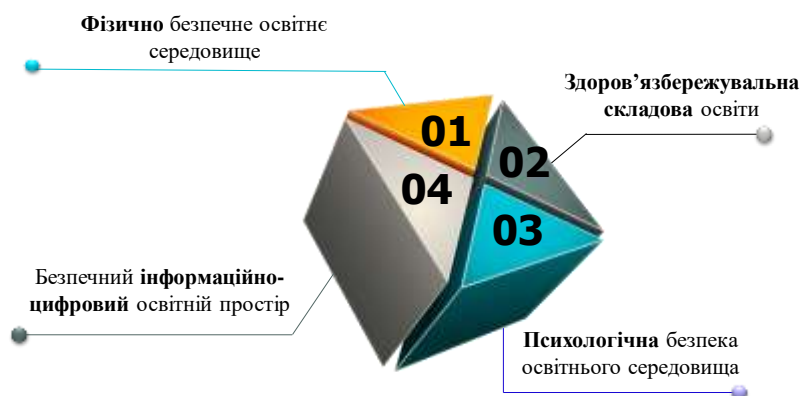 Фізично безпечне освітнє
середовище
Здоров’язбережувальна
складова освіти
01
02
04
03
Безпечний інформаційно-
цифровий освітній простір
Психологічна безпека
освітнього середовища